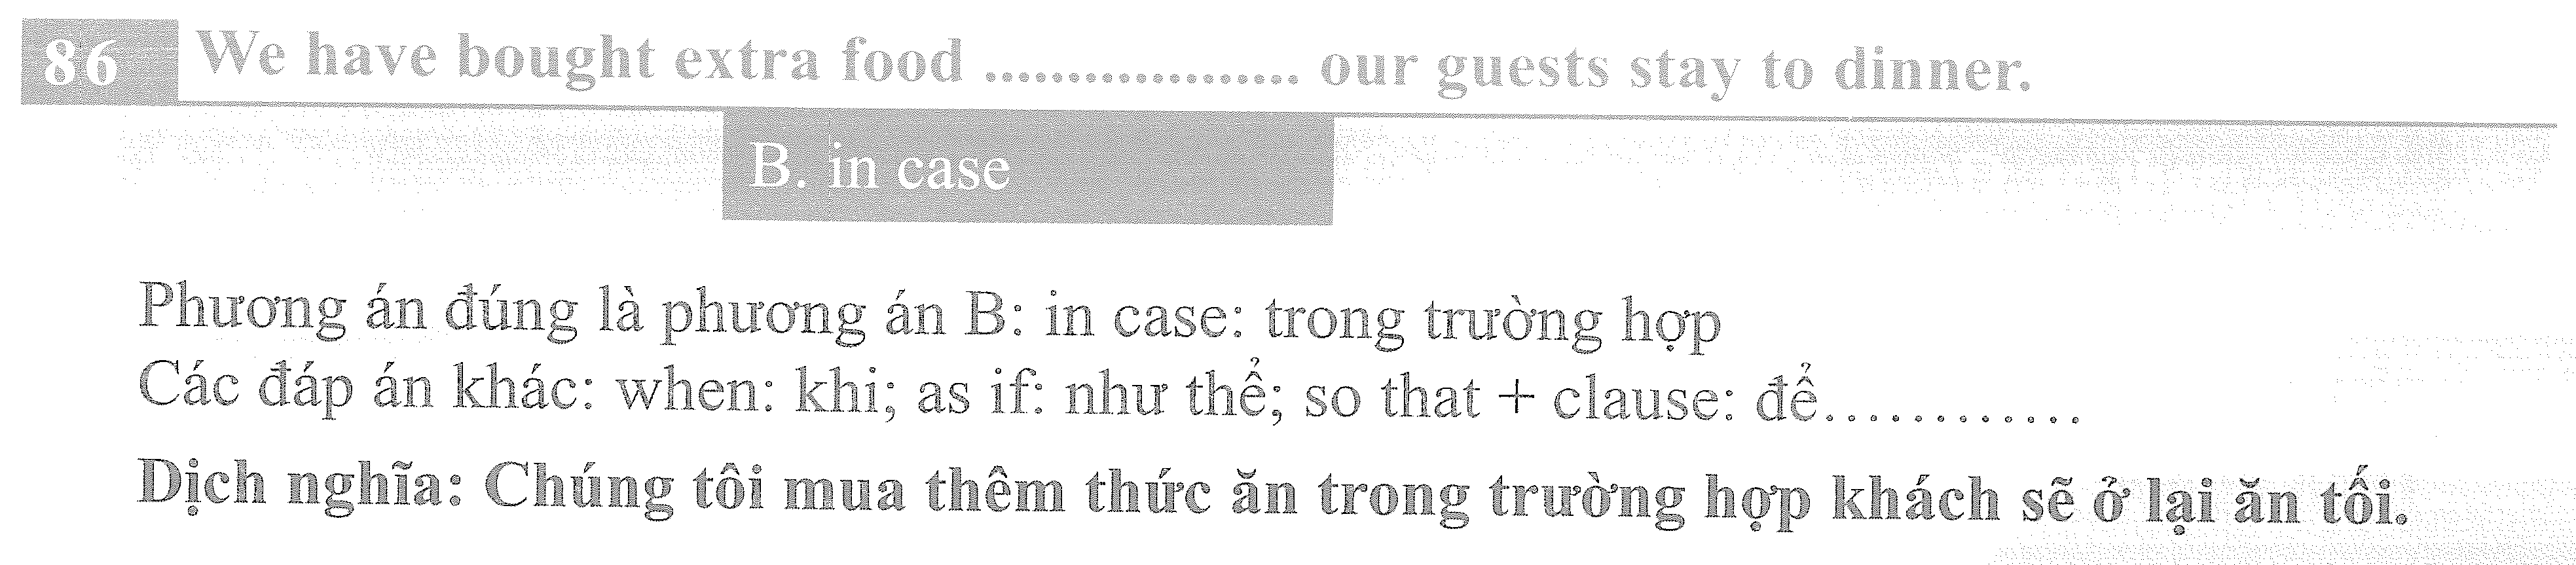 86 We have bought extra food ................... our guests stay to dinner.
B. in case
Phương án đúng là phương án B: in case: trong trường hợp
Các đáp án khác: when: khi; as if: như thể; so that + clause: để............
Dịch nghĩa: Chúng tôi mua thêm thức ăn trong trường hợp khách sẽ ở lại ăn tối.